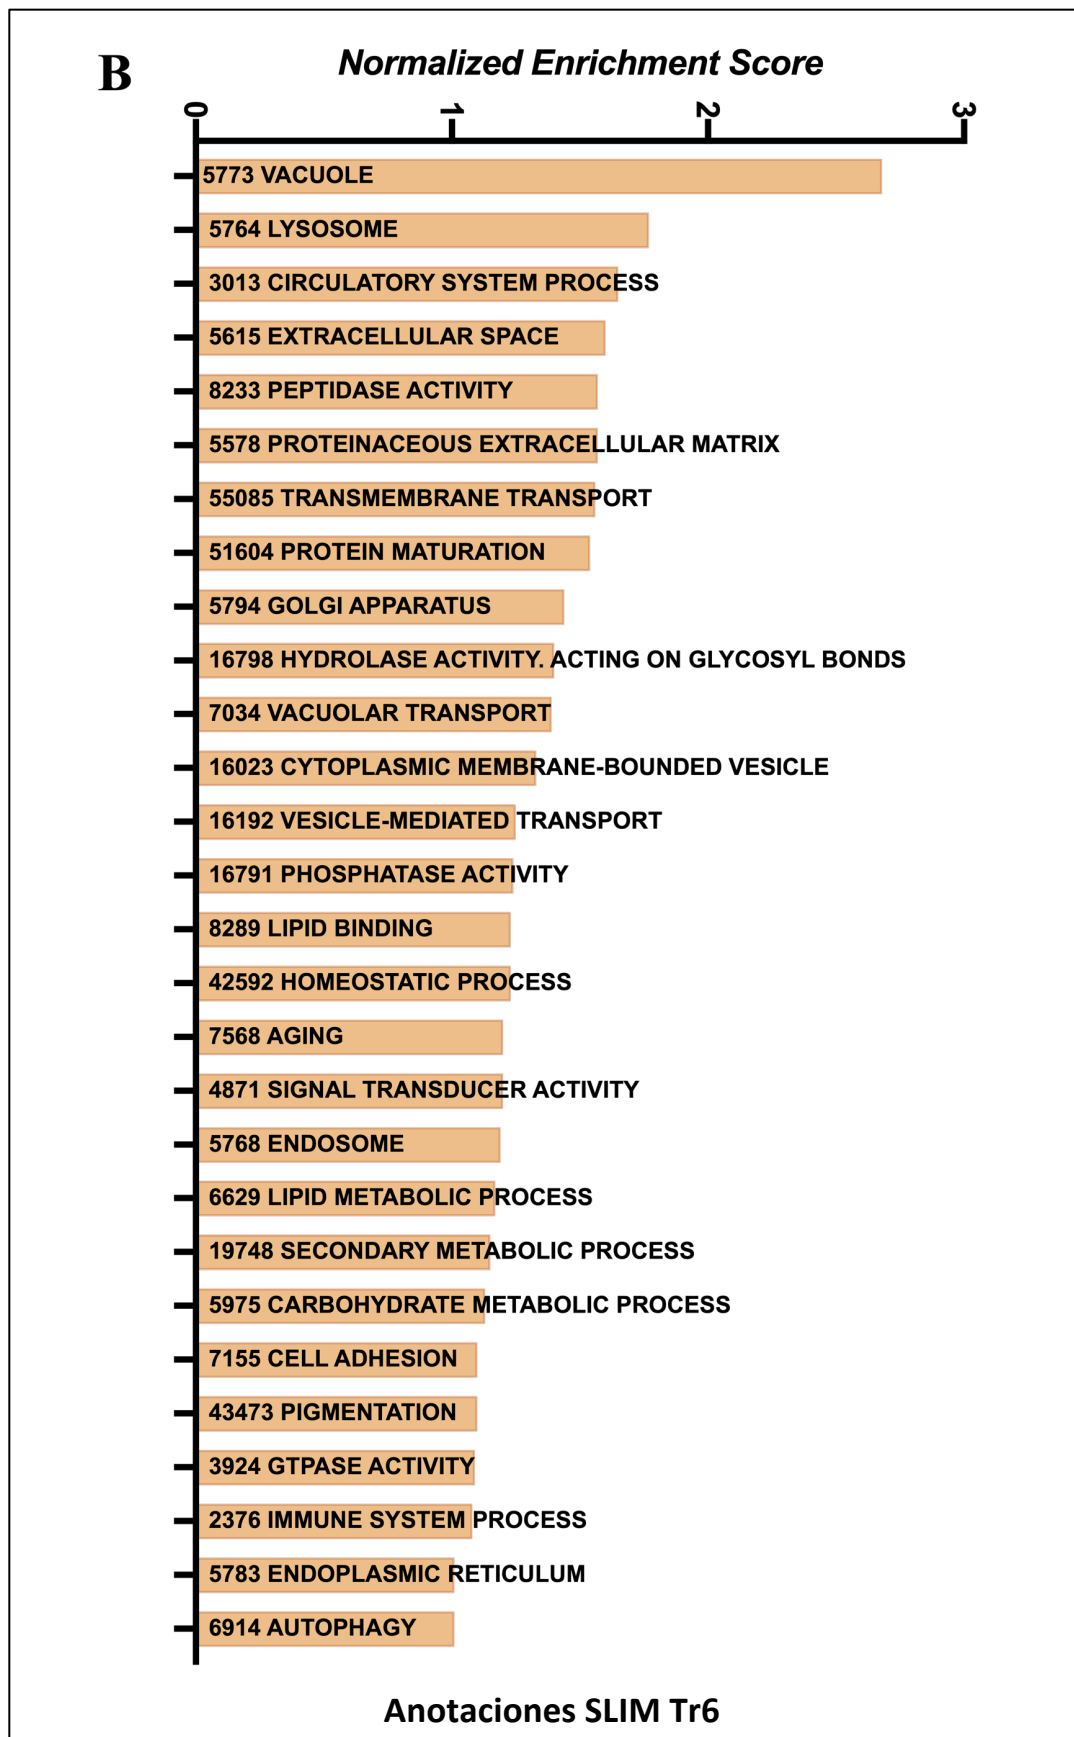 B
Normalized Enrichment Score
0 1 2 3
5773 VACUOLE
5764 LYSOSOME
3013 CIRCULATORY SYSTEM PROCESS
5615 EXTRACELLULAR SPACE
8233 PEPTIDASE ACTIVITY
5578 PROTEINACEOUS EXTRACELLULAR MATRIX
55085 TRANSMEMBRANE TRANSPORT
51604 PROTEIN MATURATION
5794 GOLGI APPARATUS
16798 HYDROLASE ACTIVITY. ACTING ON GLYCOSYL BONDS
7034 VACUOLAR TRANSPORT
16023 CYTOPLASMIC MEMBRANE-BOUNDED VESICLE
16192 VESICLE-MEDIATED TRANSPORT
16791 PHOSPHATASE ACTIVITY
8289 LIPID BINDING
42592 HOMEOSTATIC PROCESS
7568 AGING
4871 SIGNAL TRANSDUCER ACTIVITY
5768 ENDOSOME
6629 LIPID METABOLIC PROCESS
19748 SECONDARY METABOLIC PROCESS
5975 CARBOHYDRATE METABOLIC PROCESS
7155 CELL ADHESION
43473 PIGMENTATION
3924 GTPASE ACTIVITY
2376 IMMUNE SYSTEM PROCESS
5783 ENDOPLASMIC RETICULUM
6914 AUTOPHAGY
Anotaciones SLIM Tr6